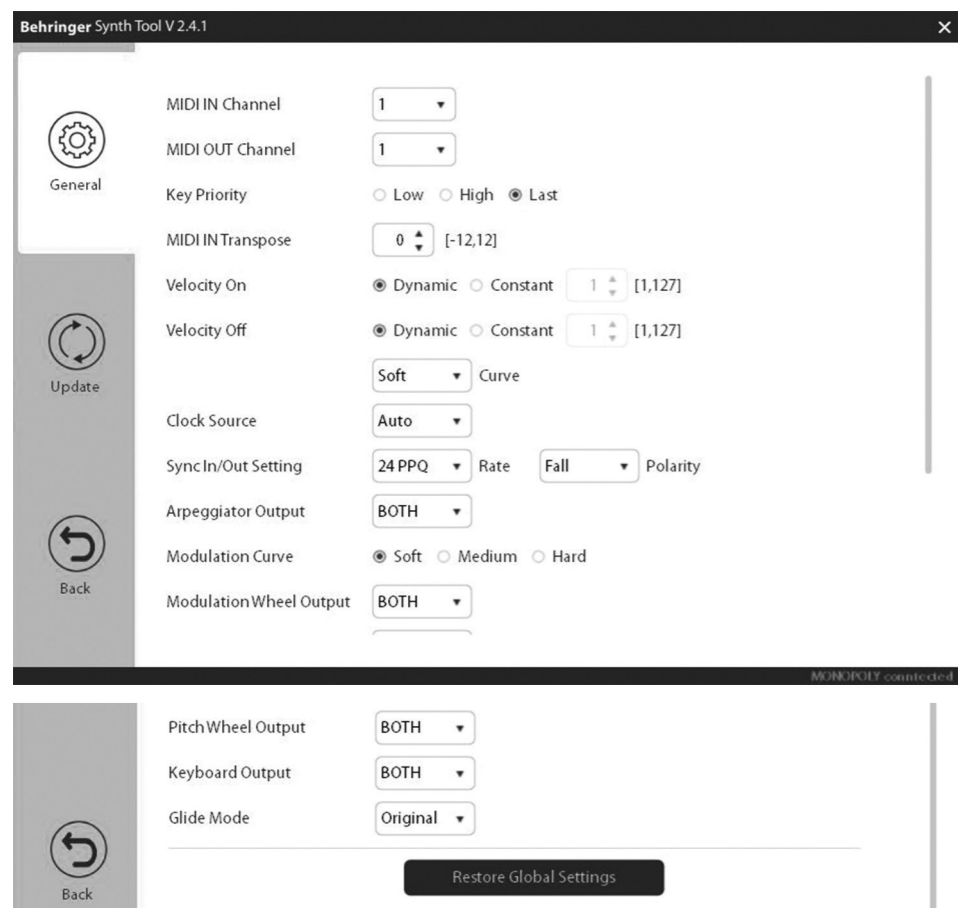 Behringer Synth Tool V 2.4.1
General
Update
Back
MIDI IN Channel 1
MIDI OUT Channel 1
Key Priority Low High Last
MIDI IN Transpose 0 [-12,12]
Velocity On Dynamic Constant 1 [1,127]
Velocity Off Dynamic Constant 1 [1,127]
Soft Curve
Clock Source Auto
Sync In/Out Setting 24 PPQ Rate Fall Polarity
Arpeggiator Output BOTH
Modulation Curve Soft Medium Hard
Modulation Wheel Output BOTH
MONOPOLY conntected
Pitch Wheel Output BOTH
Keyboard Output BOTH
Glide Mode Original
Back
Restore Global Settings